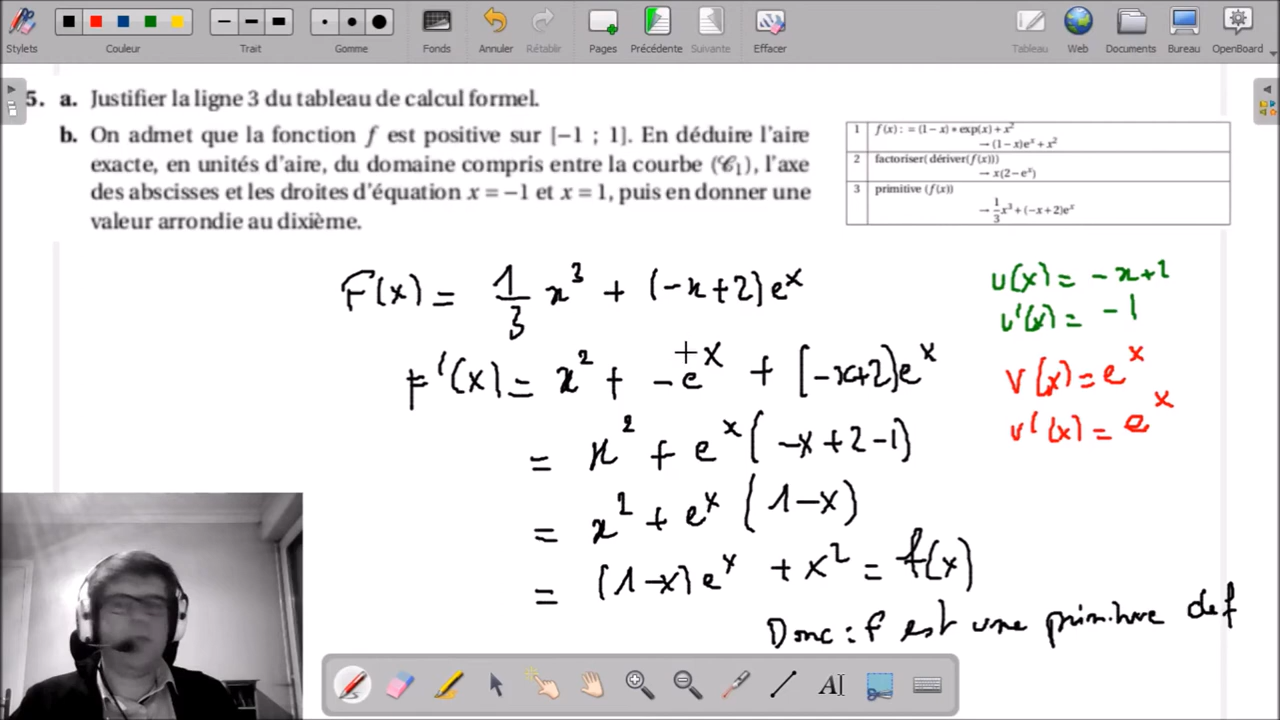 Stylets Couleur Trait Gomme Fonds Annuler Rétablir Pages Précédente Suivante Effacer Tableau Web Documents Bureau OpenBoard
5. a. Justifier la ligne 3 du tableau de calcul formel.
b. On admet que la fonction f est positive sur [−1 ; 1]. En déduire l'aire
exacte, en unités d'aire, du domaine compris entre la courbe (𝒞₁), l'axe
des abscisses et les droites d'équation x = −1 et x = 1, puis en donner une
valeur arrondie au dixième.
1 f(x) : = (1−x)∗exp(x)+x²
→ (1−x)eˣ+x²
2 factoriser( dériver(f(x)))
→ x(2−eˣ)
3 primitive (f(x))
→ 1/3 x³+(−x+2)eˣ
F(x) = 1/3 x³ + (−x+2)eˣ
F'(x) = x² + −eˣ + [−x+2)eˣ
= x² + eˣ(−x+2−1)
= x² + eˣ (1−x)
= (1−x)eˣ + x² = f(x)
Donc : F est une primitive de f
u(x) = −x+2
u'(x) = −1
v(x) = eˣ
v'(x) = eˣ